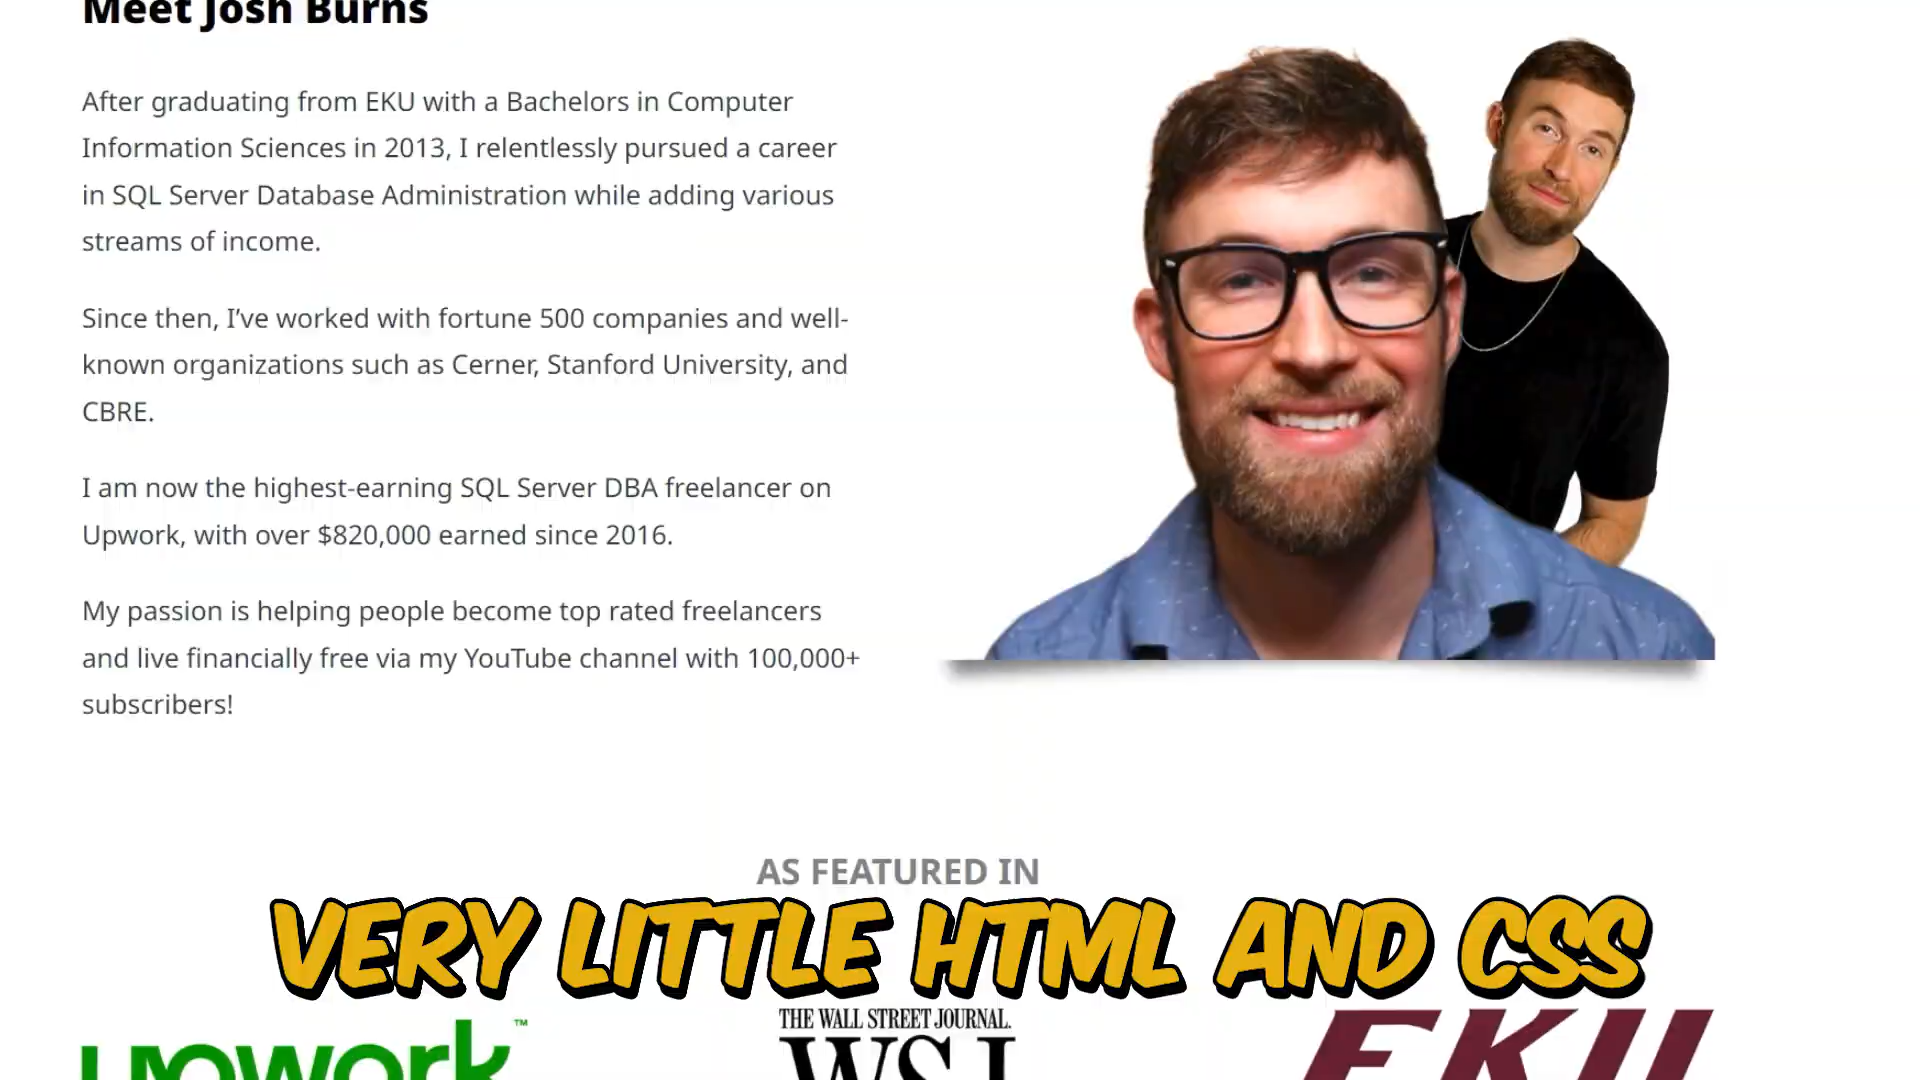 Meet Josh Burns
After graduating from EKU with a Bachelors in Computer
Information Sciences in 2013, I relentlessly pursued a career
in SQL Server Database Administration while adding various
streams of income.
Since then, I’ve worked with fortune 500 companies and well-
known organizations such as Cerner, Stanford University, and
CBRE.
I am now the highest-earning SQL Server DBA freelancer on
Upwork, with over $820,000 earned since 2016.
My passion is helping people become top rated freelancers
and live financially free via my YouTube channel with 100,000+
subscribers!
AS FEATURED IN
VERY LITTLE HTML AND CSS
upwork™
THE WALL STREET JOURNAL.
WSJ
EKU